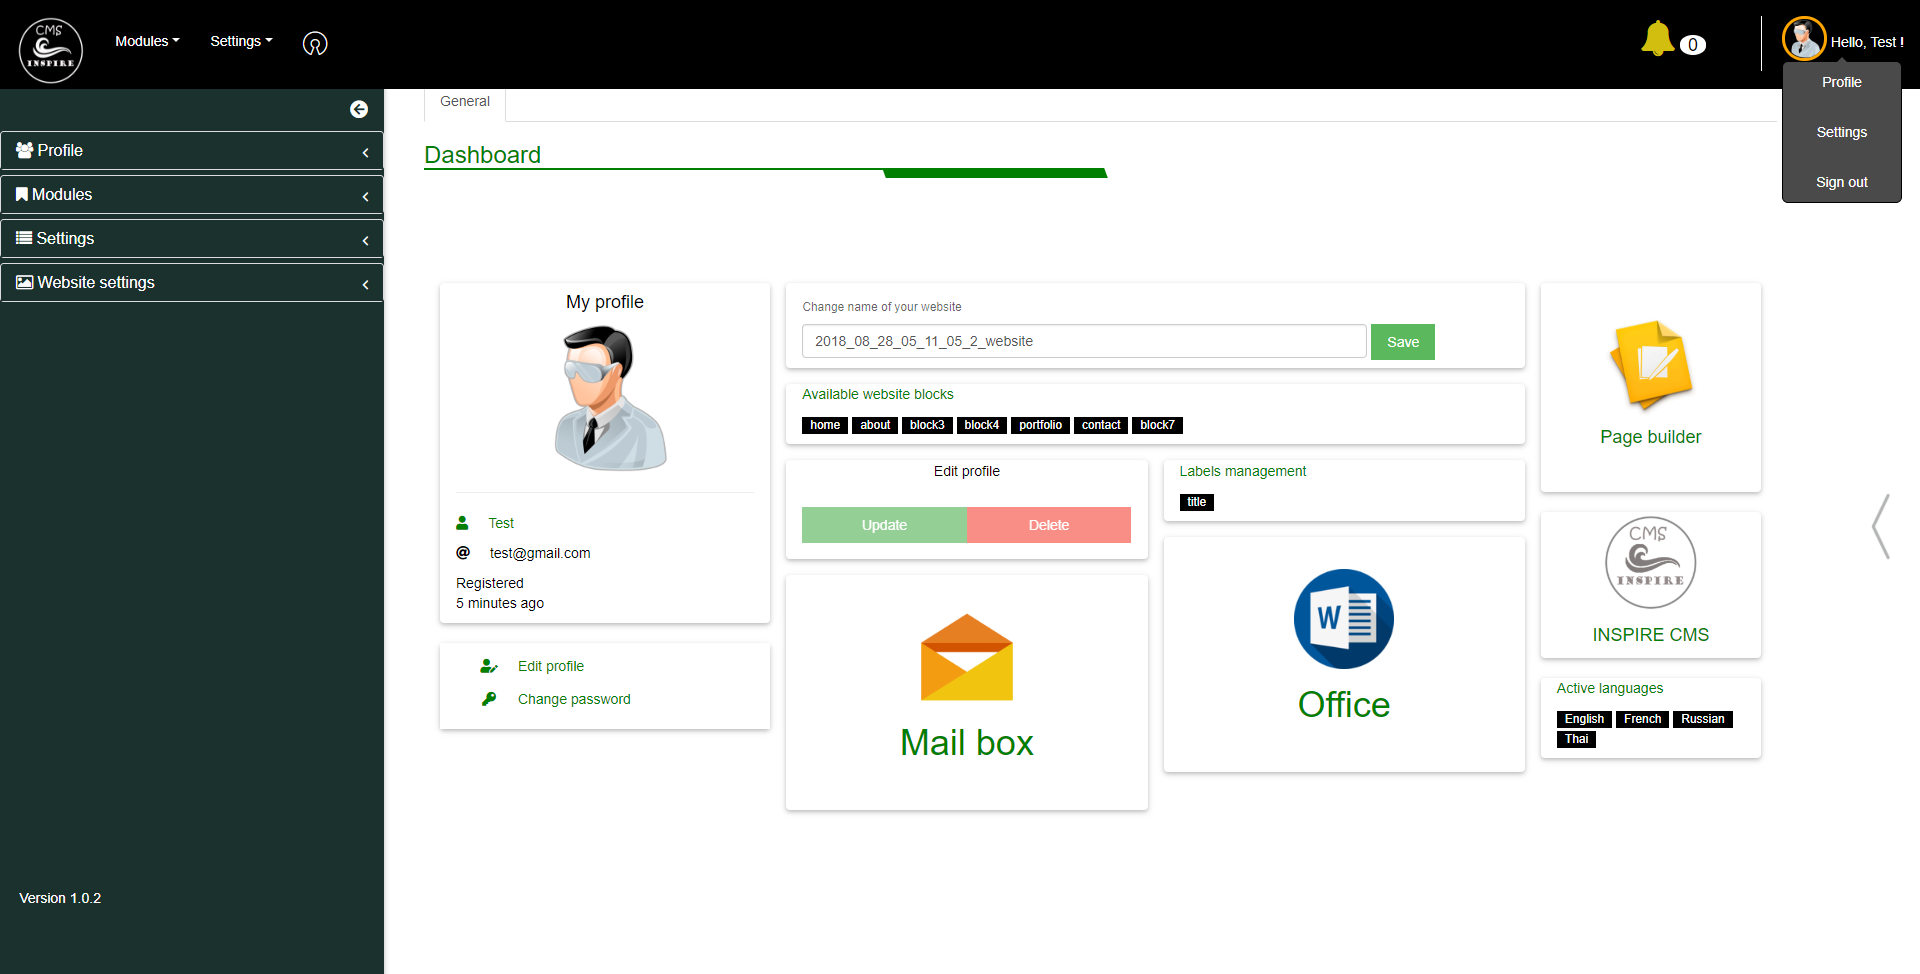 CMS
INSPIRE
Modules
Settings
0
Hello, Test !
Profile
Settings
Sign out
Profile
Modules
Settings
Website settings
Version 1.0.2
General
Dashboard
My profile
Test
test@gmail.com
Registered
5 minutes ago
Edit profile
Change password
Change name of your website
2018_08_28_05_11_05_2_website
Save
Available website blocks
home about block3 block4 portfolio contact block7
Edit profile
Update Delete
Mail box
Labels management
title
W
Office
Page builder
CMS
INSPIRE
INSPIRE CMS
Active languages
English French Russian
Thai